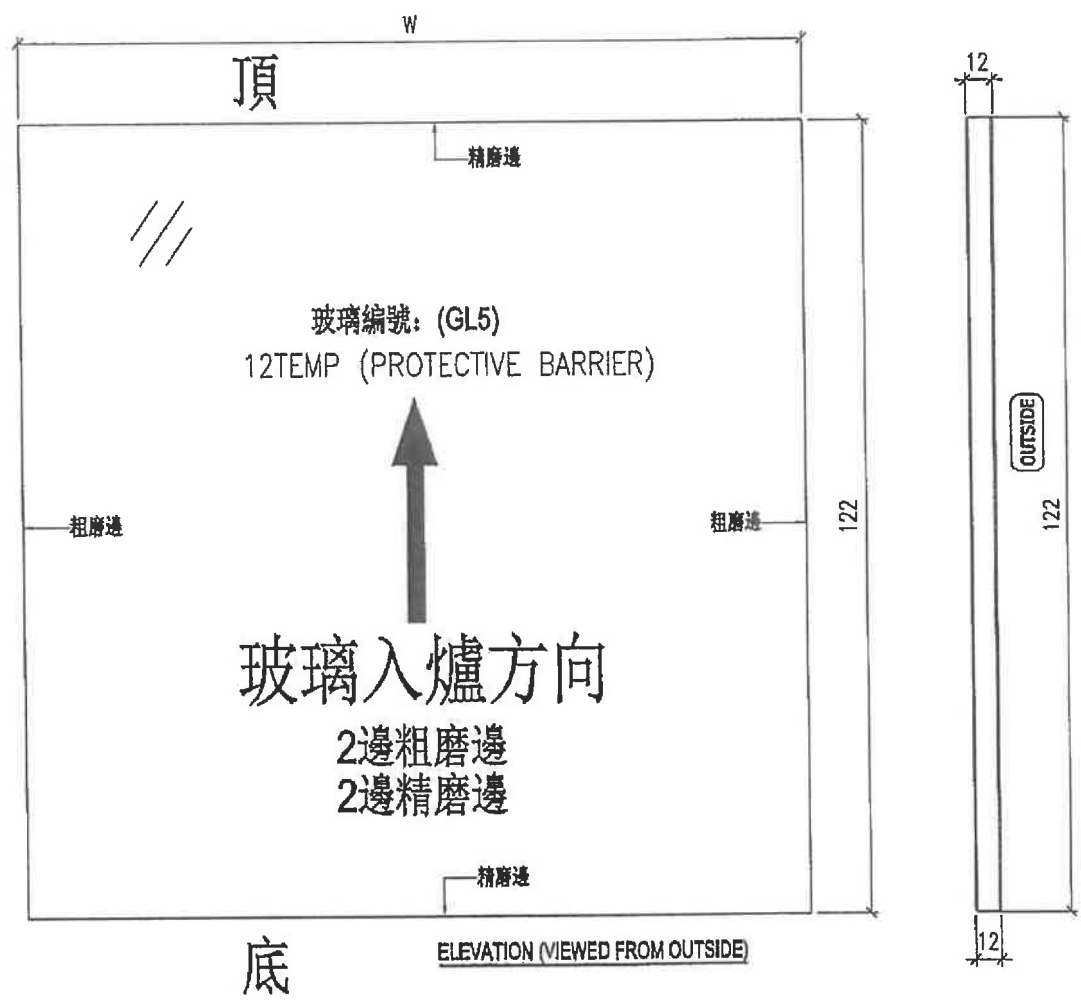 W
頂
12
精磨邊
玻璃編號：(GL5)
12TEMP (PROTECTIVE BARRIER)
OUTSIDE
粗磨邊
粗磨邊
122
122
玻璃入爐方向
2邊粗磨邊
2邊精磨邊
精磨邊
底
ELEVATION (VIEWED FROM OUTSIDE)
12